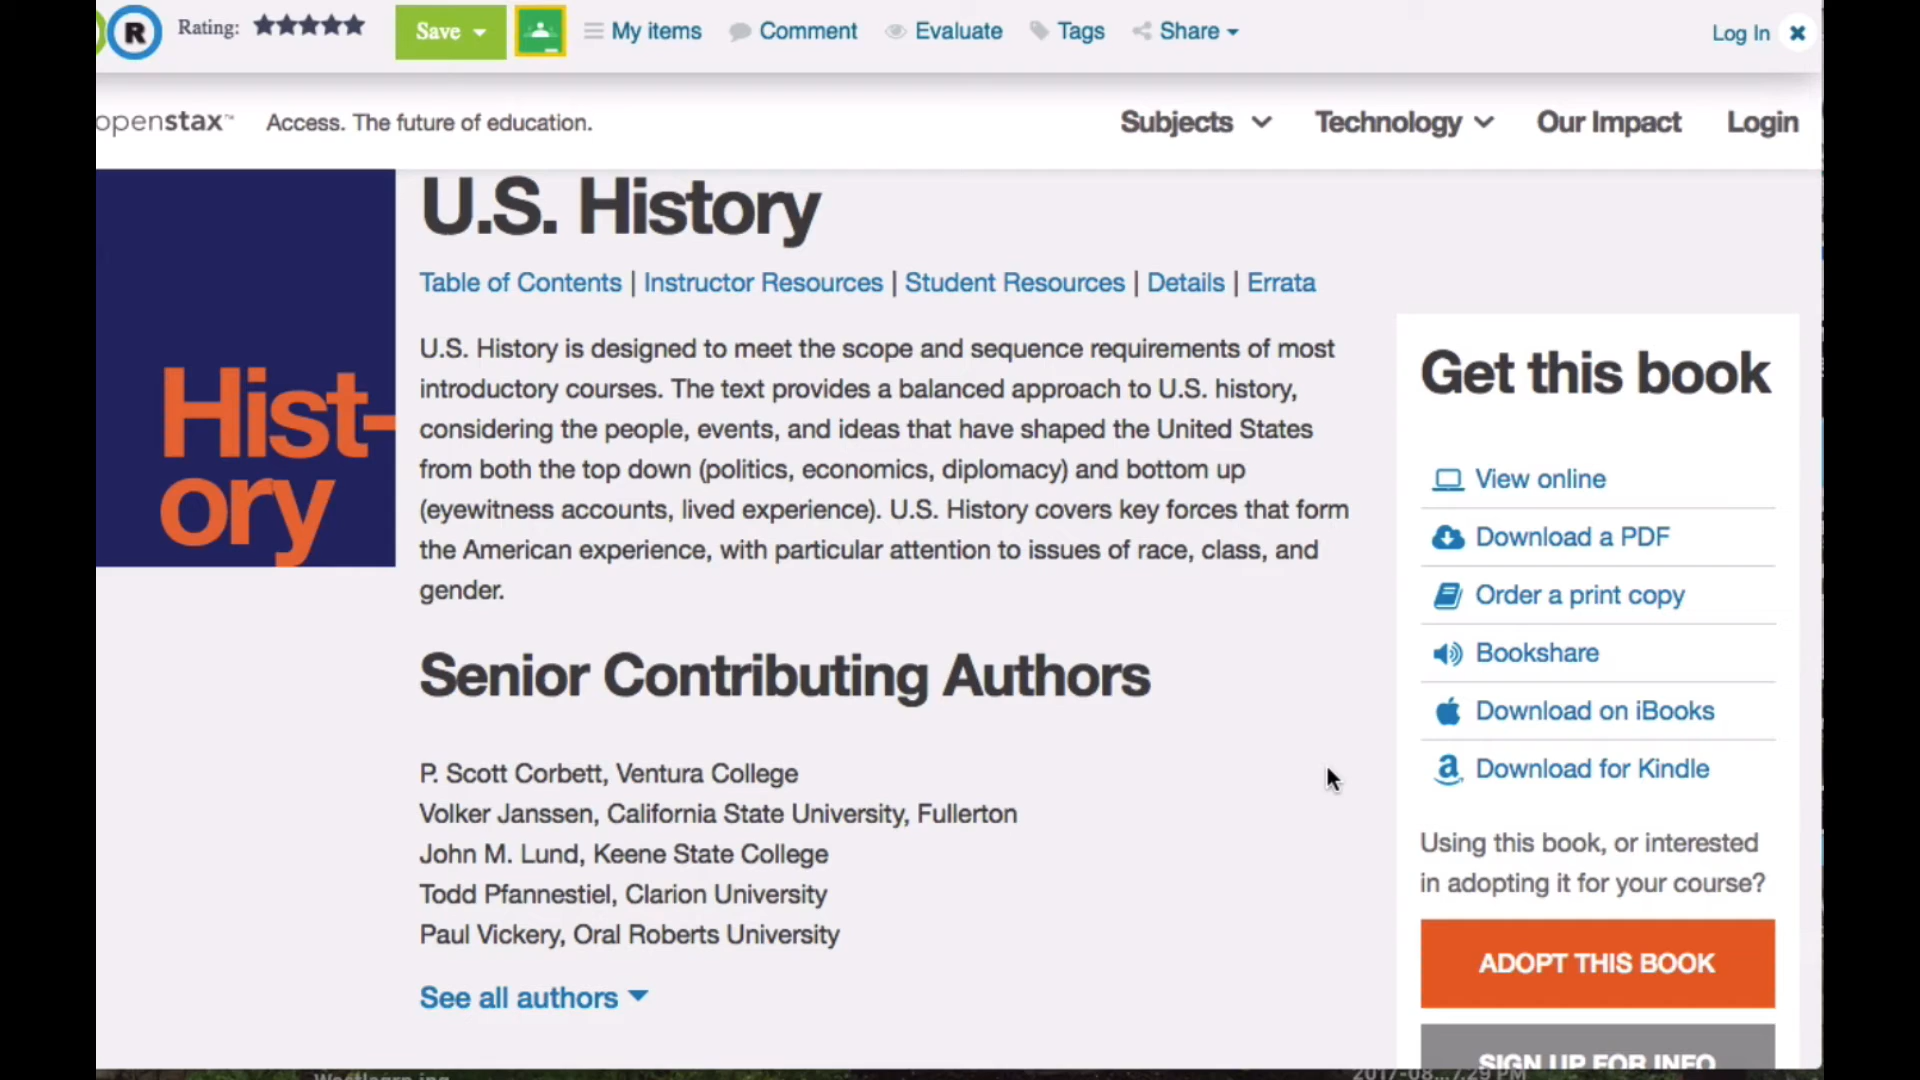 R Rating: Save My items Comment Evaluate Tags Share Log In
openstax™ Access. The future of education. Subjects Technology Our Impact Login
Hist-
ory
U.S. History
Table of Contents | Instructor Resources | Student Resources | Details | Errata
U.S. History is designed to meet the scope and sequence requirements of most
introductory courses. The text provides a balanced approach to U.S. history,
considering the people, events, and ideas that have shaped the United States
from both the top down (politics, economics, diplomacy) and bottom up
(eyewitness accounts, lived experience). U.S. History covers key forces that form
the American experience, with particular attention to issues of race, class, and
gender.
Senior Contributing Authors
P. Scott Corbett, Ventura College
Volker Janssen, California State University, Fullerton
John M. Lund, Keene State College
Todd Pfannestiel, Clarion University
Paul Vickery, Oral Roberts University
See all authors
Get this book
View online
Download a PDF
Order a print copy
Bookshare
Download on iBooks
Download for Kindle
Using this book, or interested
in adopting it for your course?
ADOPT THIS BOOK
SIGN UP FOR INFO